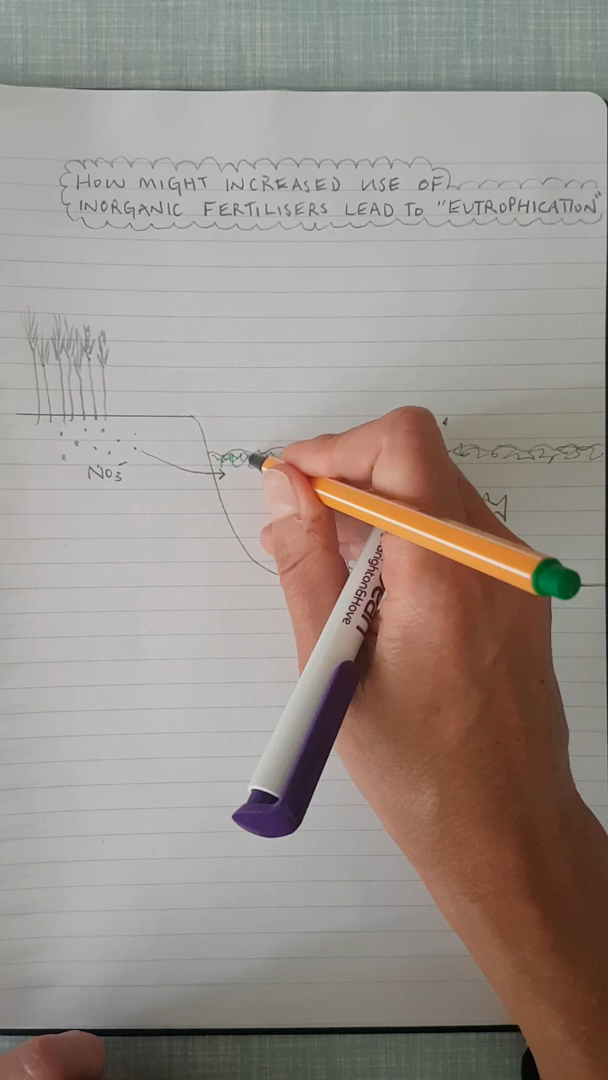 HOW MIGHT INCREASED USE OF
INORGANIC FERTILISERS LEAD TO "EUTROPHICATION"
NO3-